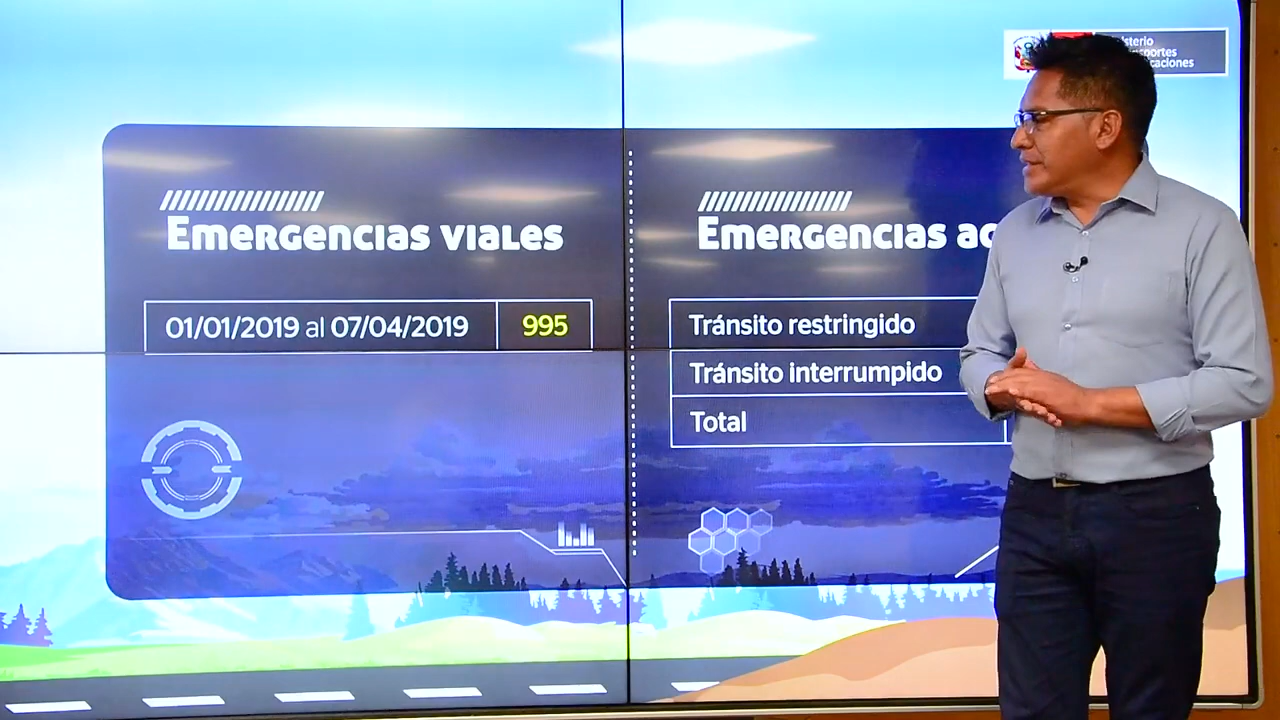 Emergencias viales
01/01/2019 al 07/04/2019 995
Emergencias ac
Tránsito restringido
Tránsito interrumpido
Total